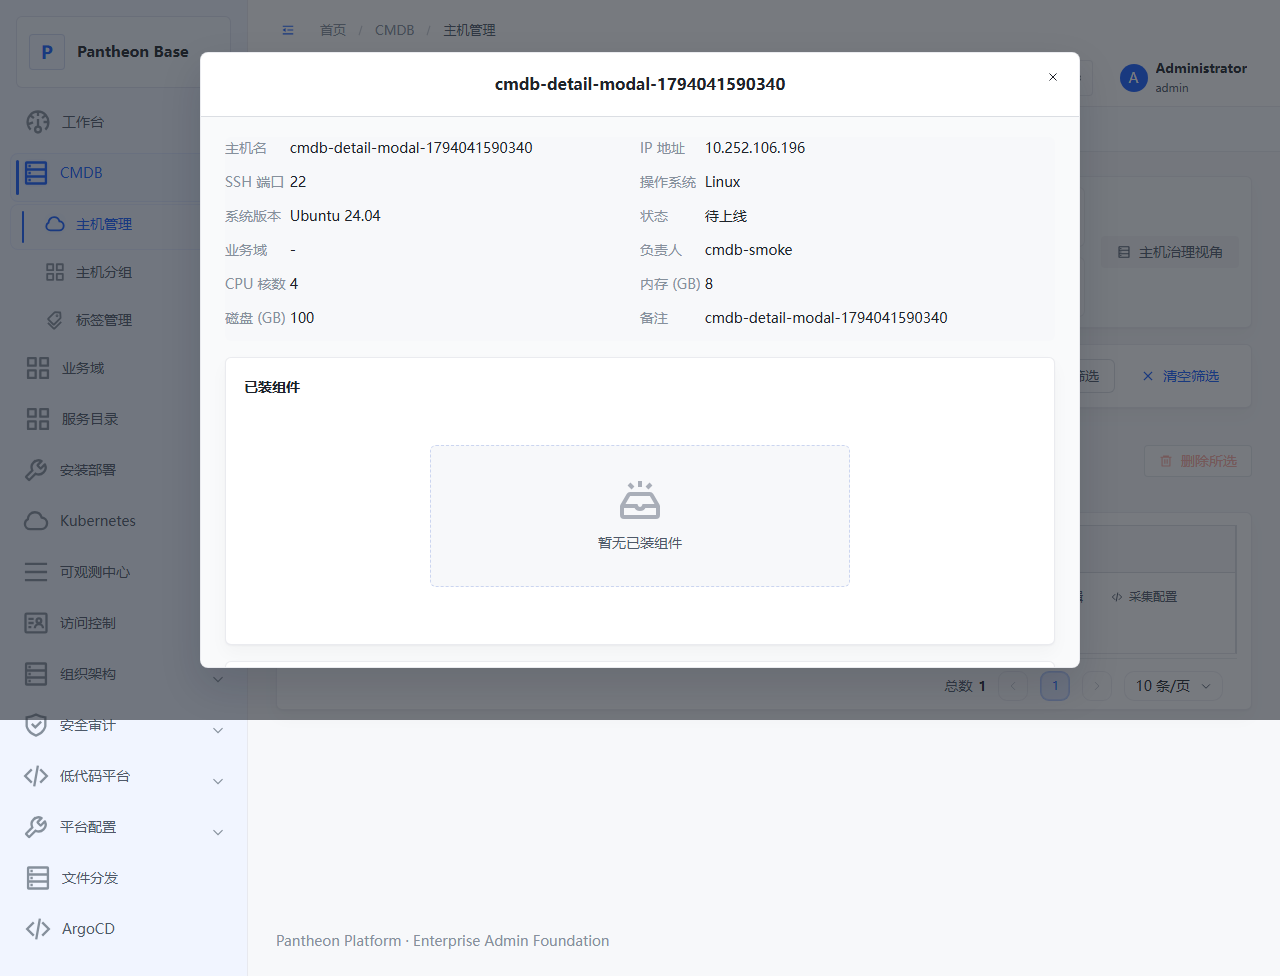 P Pantheon Base
首页 / CMDB / 主机管理
A Administrator
admin
工作台
CMDB
主机管理
主机分组
标签管理
业务域
服务目录
安装部署
Kubernetes
可观测中心
访问控制
组织架构
安全审计
低代码平台
平台配置
文件分发
ArgoCD
cmdb-detail-modal-1794041590340
主机名 cmdb-detail-modal-1794041590340 IP 地址 10.252.106.196
SSH 端口 22 操作系统 Linux
系统版本 Ubuntu 24.04 状态 待上线
业务域 - 负责人 cmdb-smoke
CPU 核数 4 内存 (GB) 8
磁盘 (GB) 100 备注 cmdb-detail-modal-1794041590340
已装组件
暂无已装组件
主机治理视角
筛选 清空筛选
删除所选
采集配置
总数 1 1 10 条/页
Pantheon Platform · Enterprise Admin Foundation